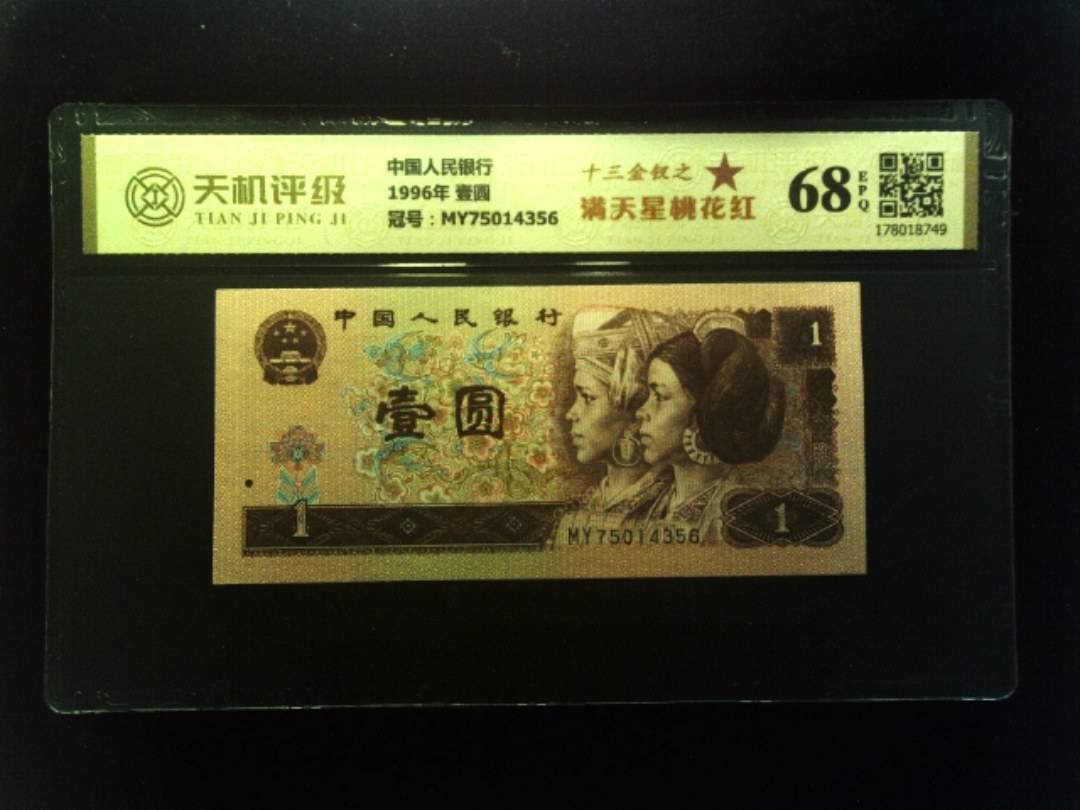 天机评级
TIAN JI PING JI
中国人民银行
1996年 壹圆
冠号：MY75014356
十三金钗之
满天星桃花红
68
EPQ
178018749
中国人民银行
1
壹圆
1
MY75014356
1